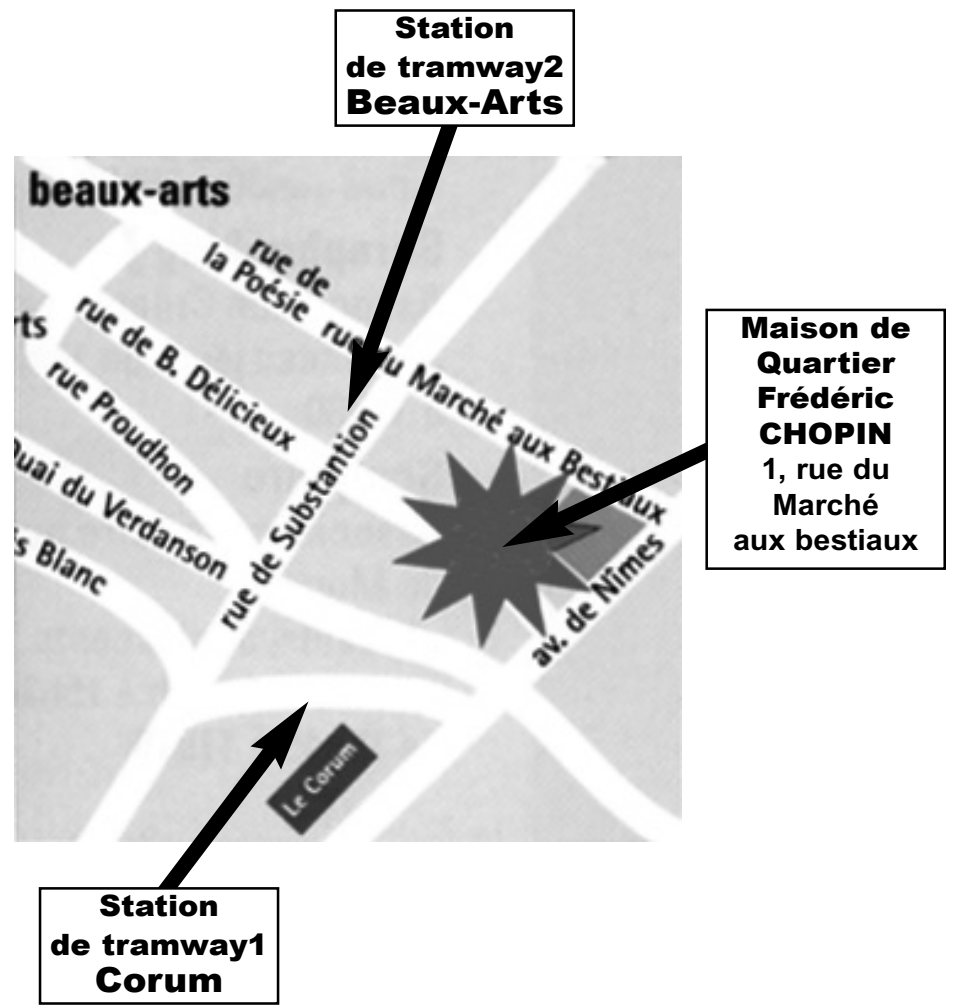 Station
de tramway2
Beaux-Arts
beaux-arts
rue de
la Poésie
rue du Marché aux Bestiaux
rts
rue de B. Délicieux
rue Proudhon
Quai du Verdanson
is Blanc
rue de Substantion
av. de Nîmes
Le Corum
Maison de
Quartier
Frédéric
CHOPIN
1, rue du
Marché
aux bestiaux
Station
de tramway1
Corum